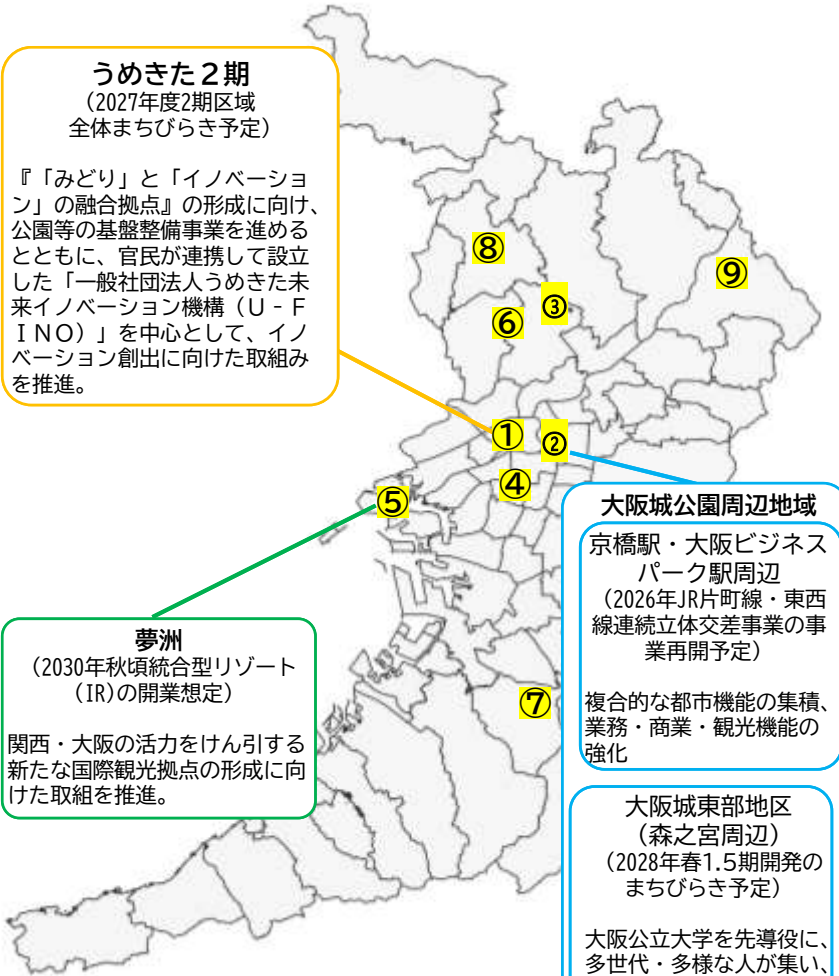 うめきた２期
（2027年度2期区域
全体まちびらき予定）
『「みどり」と「イノベーショ
ン」の融合拠点』の形成に向け、
公園等の基盤整備事業を進める
とともに、官民が連携して設立
した「一般社団法人うめきた未
来イノベーション機構（Ｕ‐Ｆ
ＩＮＯ）」を中心として、イノ
ベーション創出に向けた取組み
を推進。
⑧
⑨
③
⑥
①
②
④
⑤
⑦
夢洲
（2030年秋頃統合型リゾート
（IR）の開業想定）
関西・大阪の活力をけん引する
新たな国際観光拠点の形成に向
けた取組を推進。
大阪城公園周辺地域
京橋駅・大阪ビジネス
パーク駅周辺
（2026年JR片町線・東西
線連続立体交差事業の事
業再開予定）
複合的な都市機能の集積、
業務・商業・観光機能の
強化
大阪城東部地区
（森之宮周辺）
（2028年春1.5期開発の
まちびらき予定）
大阪公立大学を先導役に、
多世代・多様な人が集い、